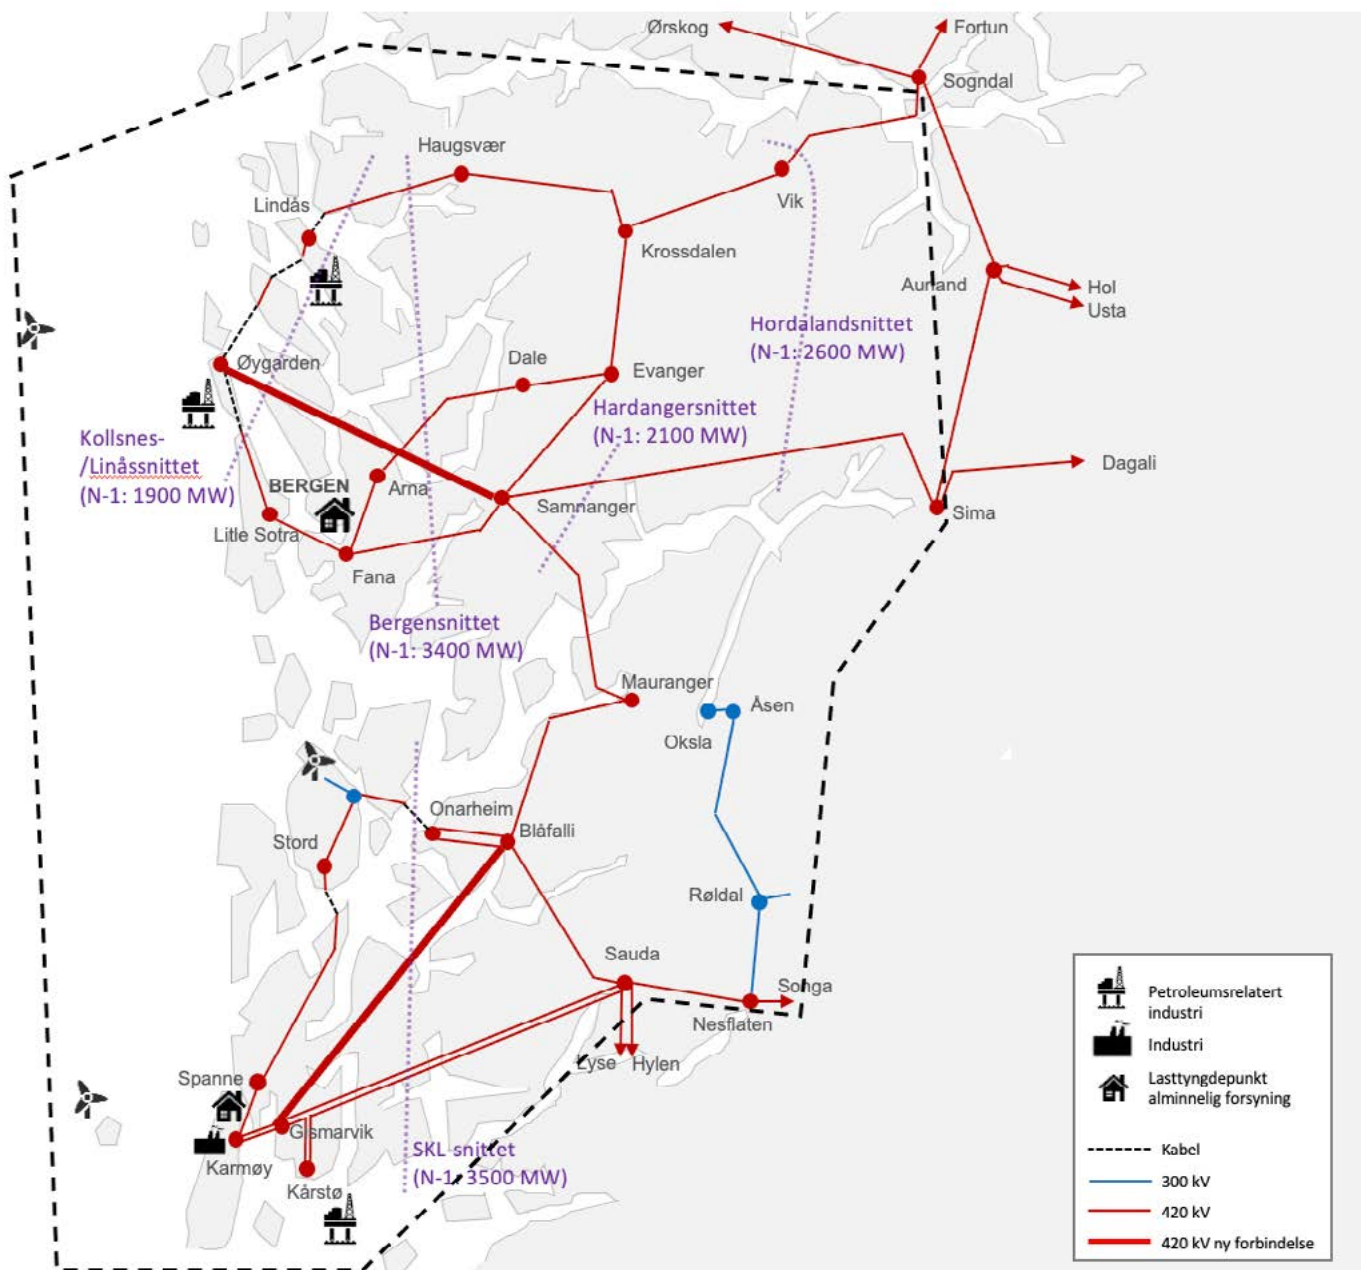 Ørskog
Fortun
Sogndal
Haugsvær
Vik
Lindås
Krossdalen
Aurland
Hol
Usta
Hordalandsnittet
(N-1: 2600 MW)
Øygarden
Dale
Evanger
Hardangersnittet
(N-1: 2100 MW)
Kollsnes-
/Linåssnittet
(N-1: 1900 MW)
BERGEN
Arna
Samnanger
Dagali
Sima
Litle Sotra
Fana
Bergensnittet
(N-1: 3400 MW)
Mauranger
Åsen
Oksla
Onarheim
Blåfalli
Stord
Røldal
Sauda
Songa
Nesflaten
Lyse
Hylen
Spanne
Gismarvik
Karmøy
Kårstø
SKL snittet
(N-1: 3500 MW)
Petroleumsrelatert
industri
Industri
Lasttyngdepunkt
alminnelig forsyning
Kabel
300 kV
420 kV
420 kV ny forbindelse